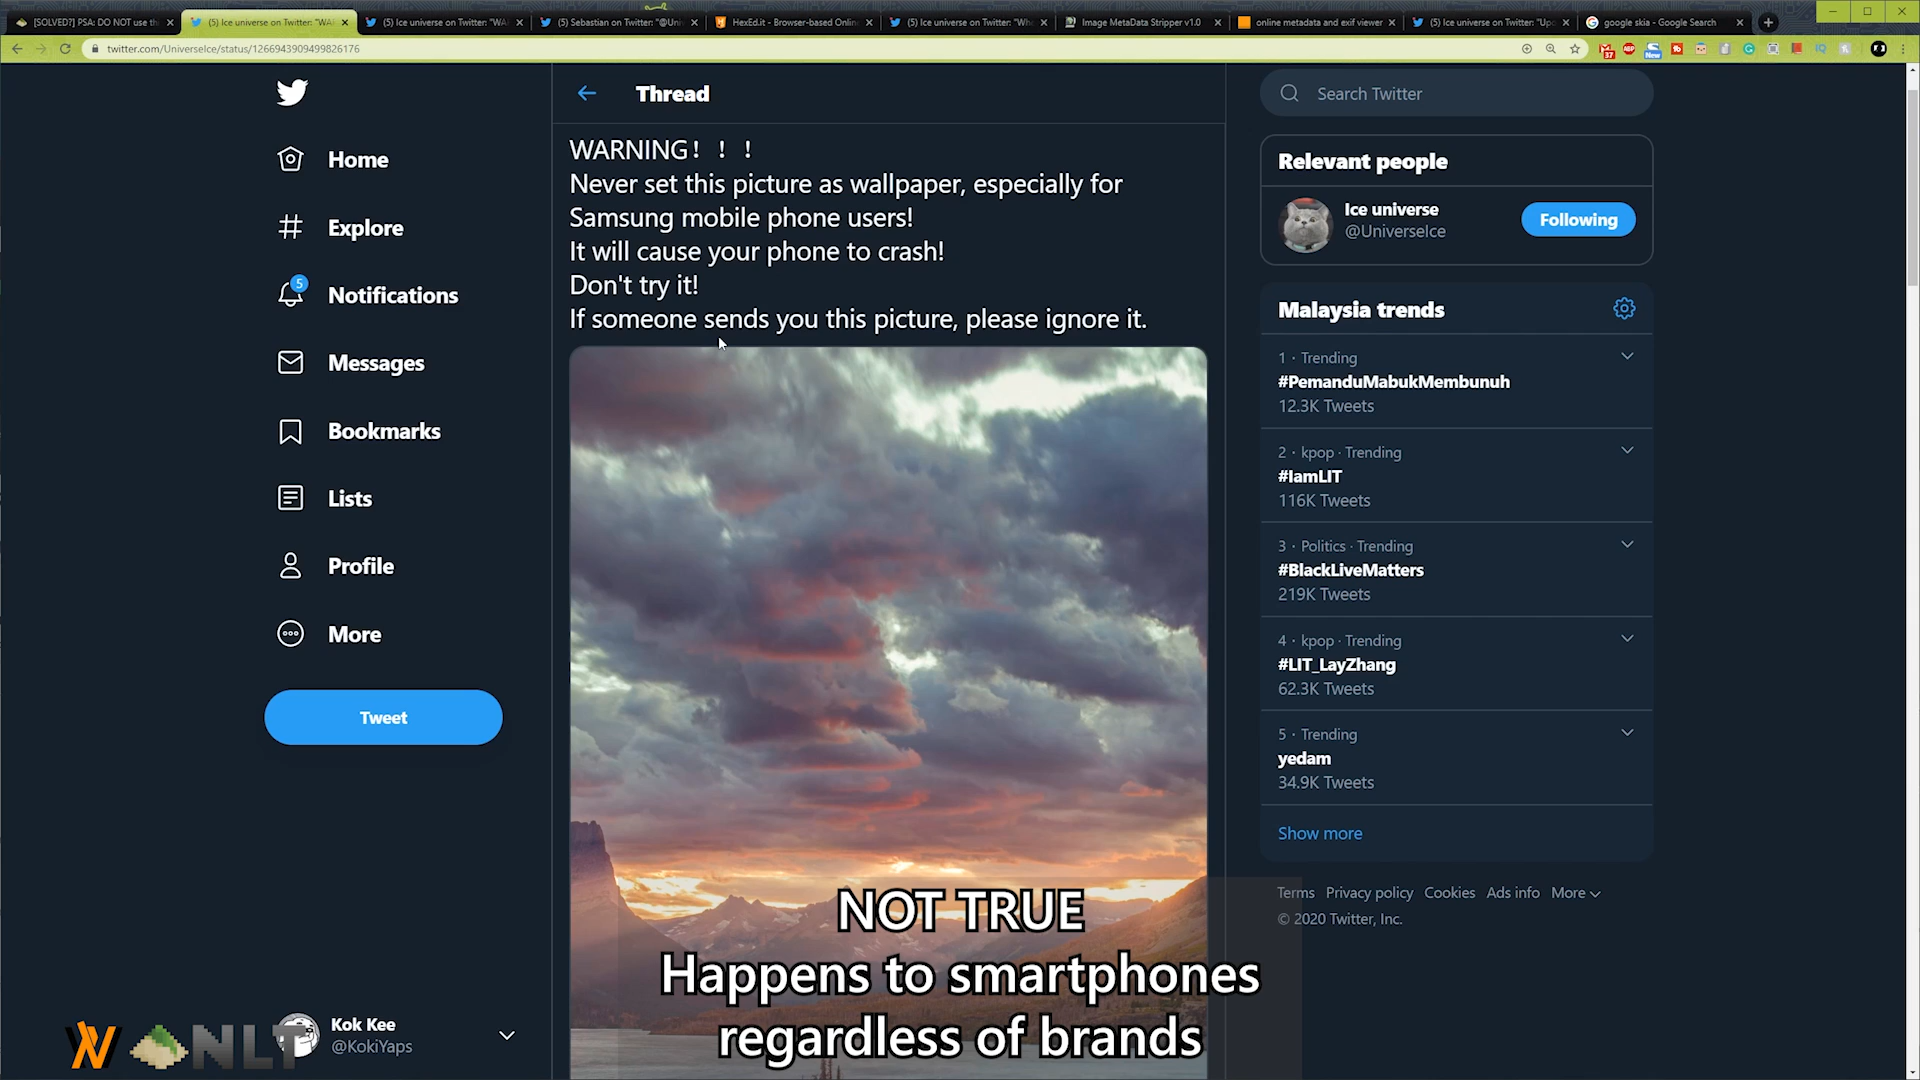 [SOLVED?] PSA: DO NOT use th
(5) Ice universe on Twitter: "WA
(5) Ice universe on Twitter: "WA
(5) Sebastian on Twitter: "@Uni
HexEd.it - Browser-based Onlin
(5) Ice universe on Twitter: "Wh
Image MetaData Stripper v1.0
online metadata and exif viewer
(5) Ice universe on Twitter: "Up
google skia - Google Search
twitter.com/UniverseIce/status/1266943909499826176
Home
Explore
5
Notifications
Messages
Bookmarks
Lists
Profile
More
Tweet
Kok Kee
@KokiYaps
Thread
WARNING！！！
Never set this picture as wallpaper, especially for
Samsung mobile phone users!
It will cause your phone to crash!
Don't try it!
If someone sends you this picture, please ignore it.
NOT TRUE
Happens to smartphones
regardless of brands
Search Twitter
Relevant people
Ice universe
@UniverseIce
Following
Malaysia trends
1 · Trending
#PemanduMabukMembunuh
12.3K Tweets
2 · kpop · Trending
#IamLIT
116K Tweets
3 · Politics · Trending
#BlackLiveMatters
219K Tweets
4 · kpop · Trending
#LIT_LayZhang
62.3K Tweets
5 · Trending
yedam
34.9K Tweets
Show more
Terms Privacy policy Cookies Ads info More
© 2020 Twitter, Inc.
NLT